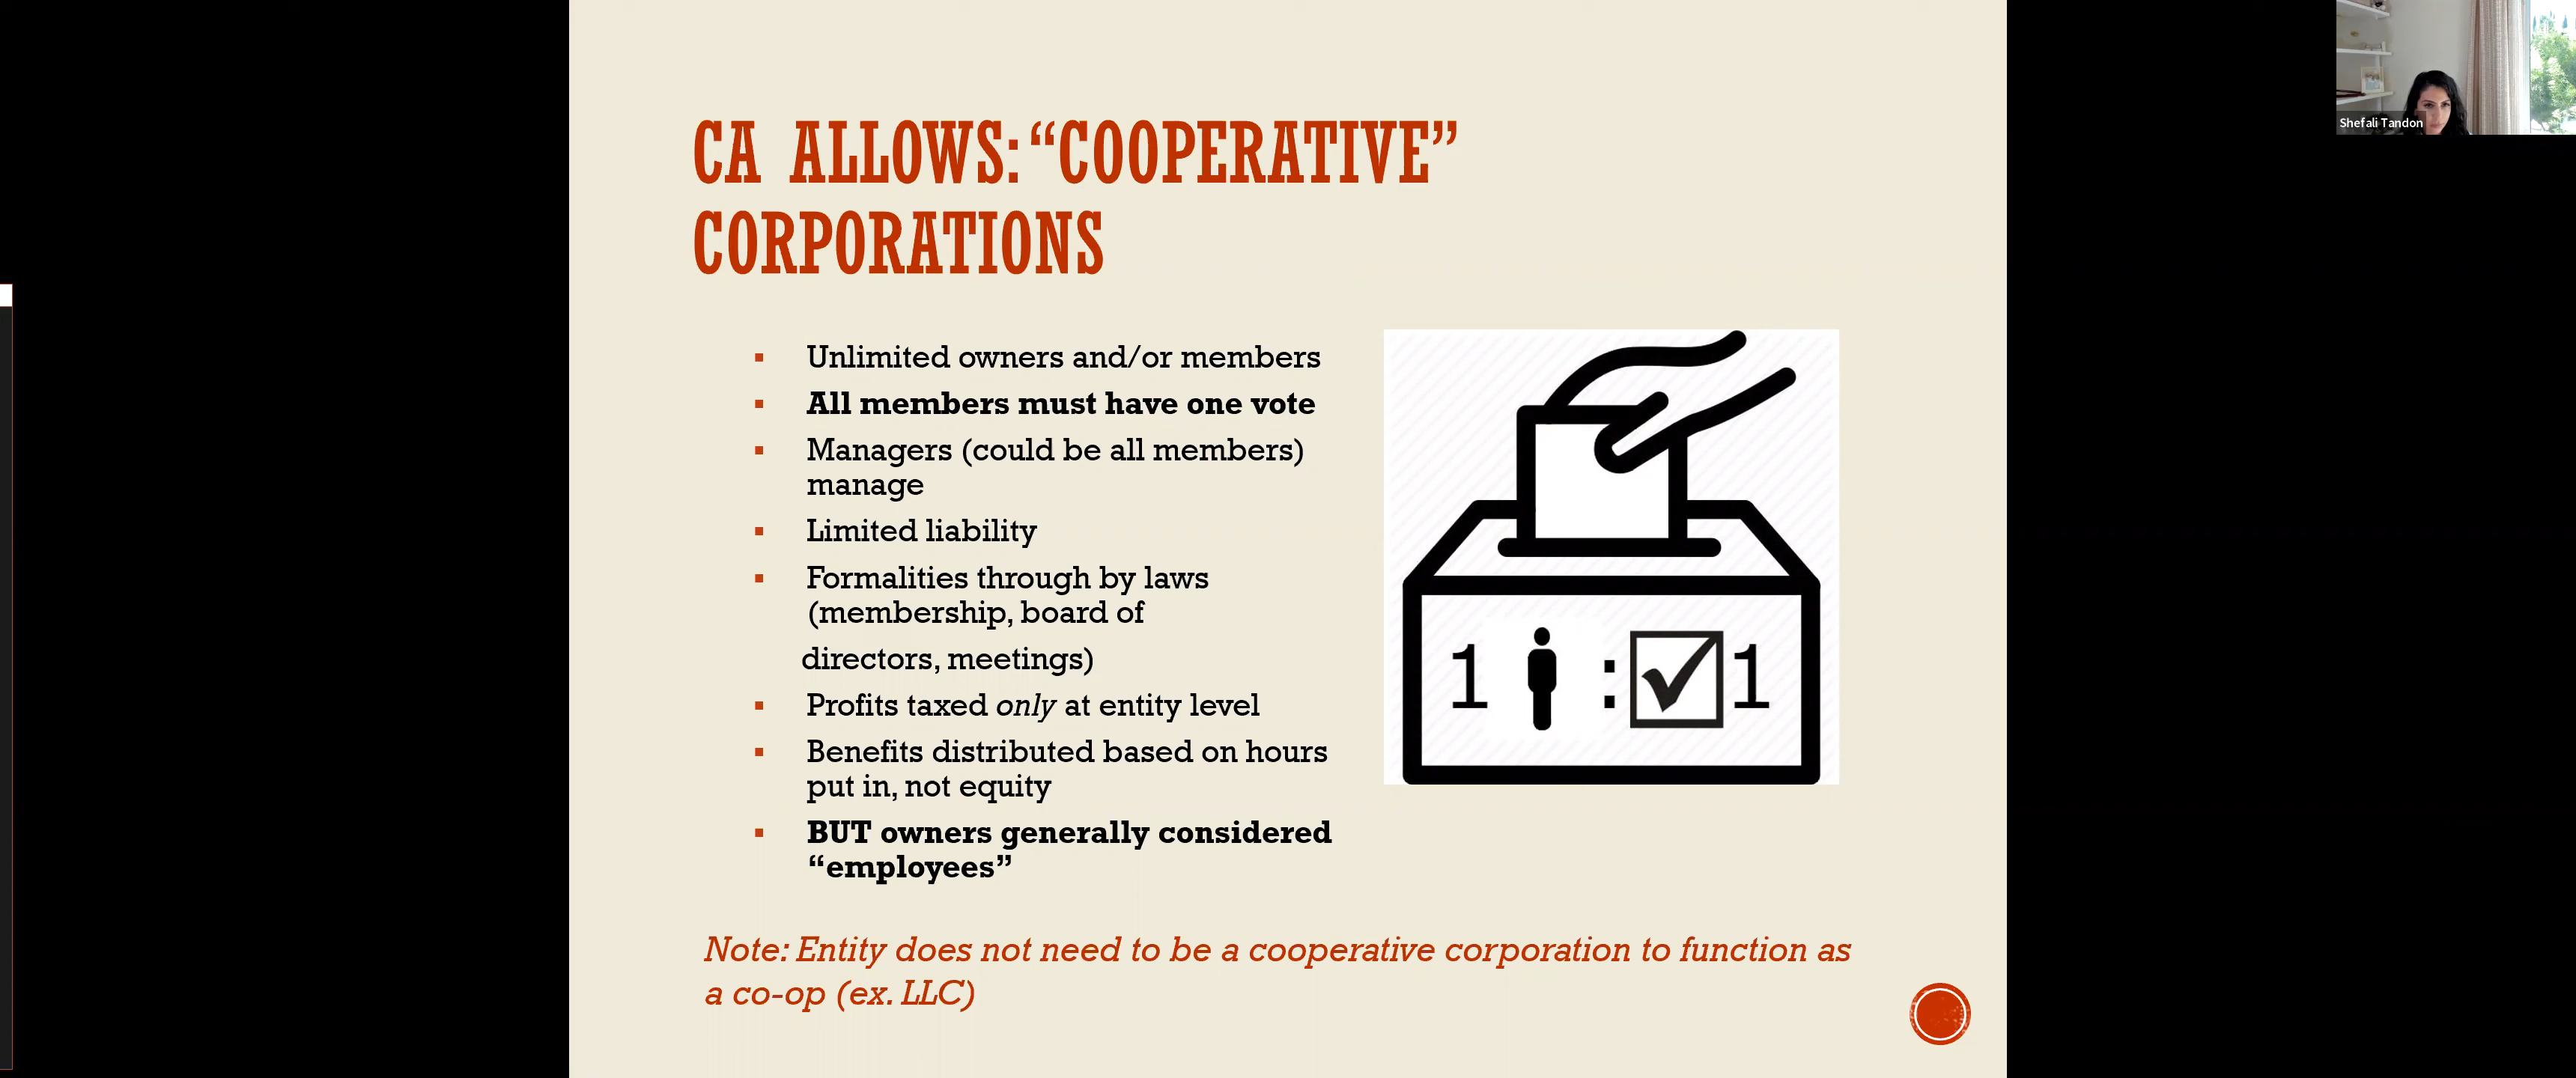 Shefali Tandon
CA ALLOWS: “COOPERATIVE”
CORPORATIONS
Unlimited owners and/or members
All members must have one vote
Managers (could be all members)
manage
Limited liability
Formalities through by laws
(membership, board of
directors, meetings)
Profits taxed only at entity level
Benefits distributed based on hours
put in, not equity
BUT owners generally considered
“employees”
1 : 1
Note: Entity does not need to be a cooperative corporation to function as
a co-op (ex. LLC)